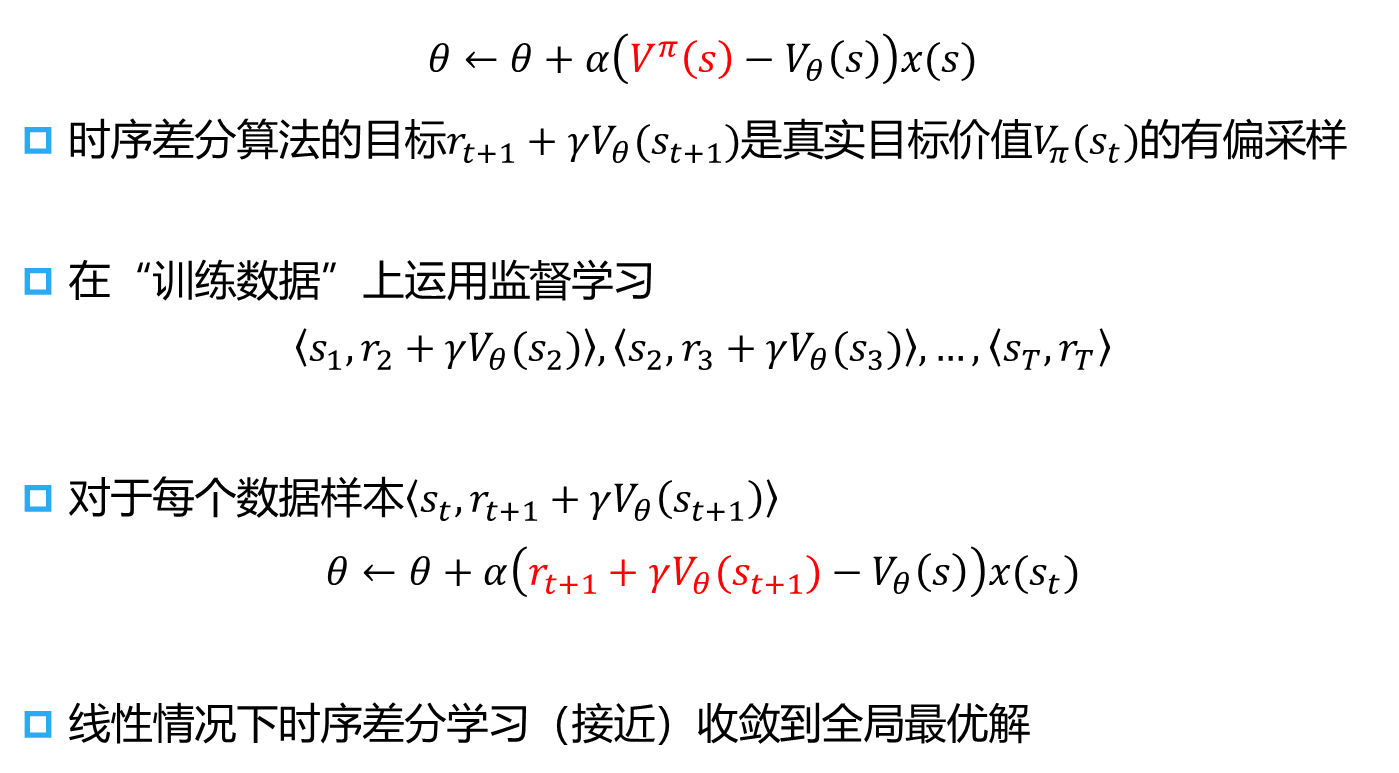 θ ← θ + α(V^π(s) − V_θ(s))x(s)
时序差分算法的目标r_{t+1} + γV_θ(s_{t+1})是真实目标价值V_π(s_t)的有偏采样
在“训练数据”上运用监督学习
⟨s_1, r_2 + γV_θ(s_2)⟩, ⟨s_2, r_3 + γV_θ(s_3)⟩, … , ⟨s_T, r_T⟩
对于每个数据样本⟨s_t, r_{t+1} + γV_θ(s_{t+1})⟩
θ ← θ + α(r_{t+1} + γV_θ(s_{t+1}) − V_θ(s))x(s_t)
线性情况下时序差分学习（接近）收敛到全局最优解